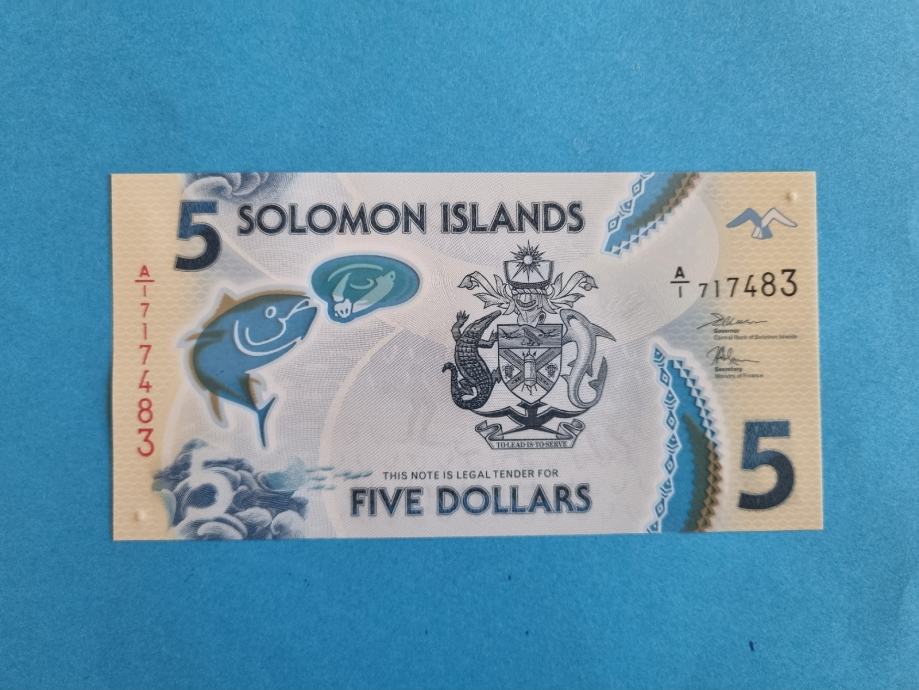 5 SOLOMON ISLANDS
A/1 717483
A/1 717483
Governor
Central Bank of Solomon Islands
Secretary
Ministry of Finance
TO·LEAD·IS·TO·SERVE
THIS NOTE IS LEGAL TENDER FOR
FIVE DOLLARS
5
5